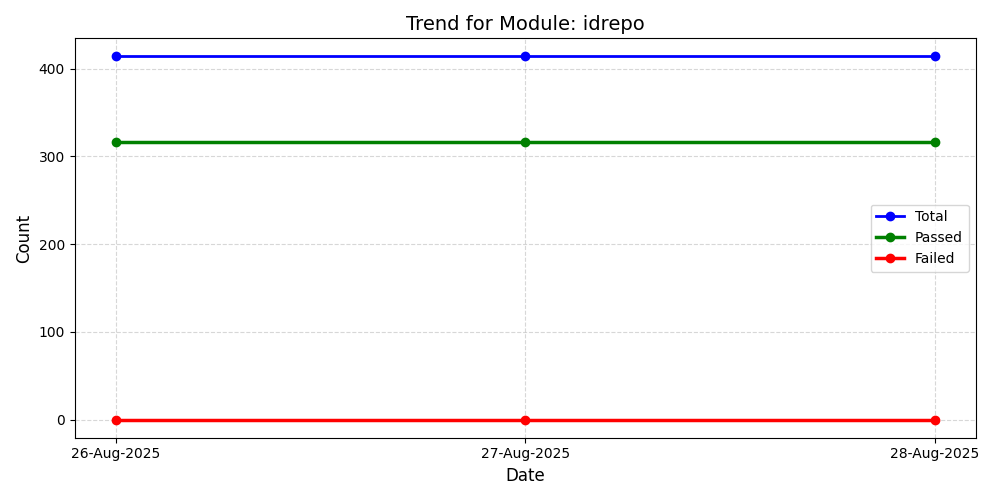 Trend for Module: idrepo
Count
400
300
200
100
0
Total
Passed
Failed
26-Aug-2025
27-Aug-2025
28-Aug-2025
Date